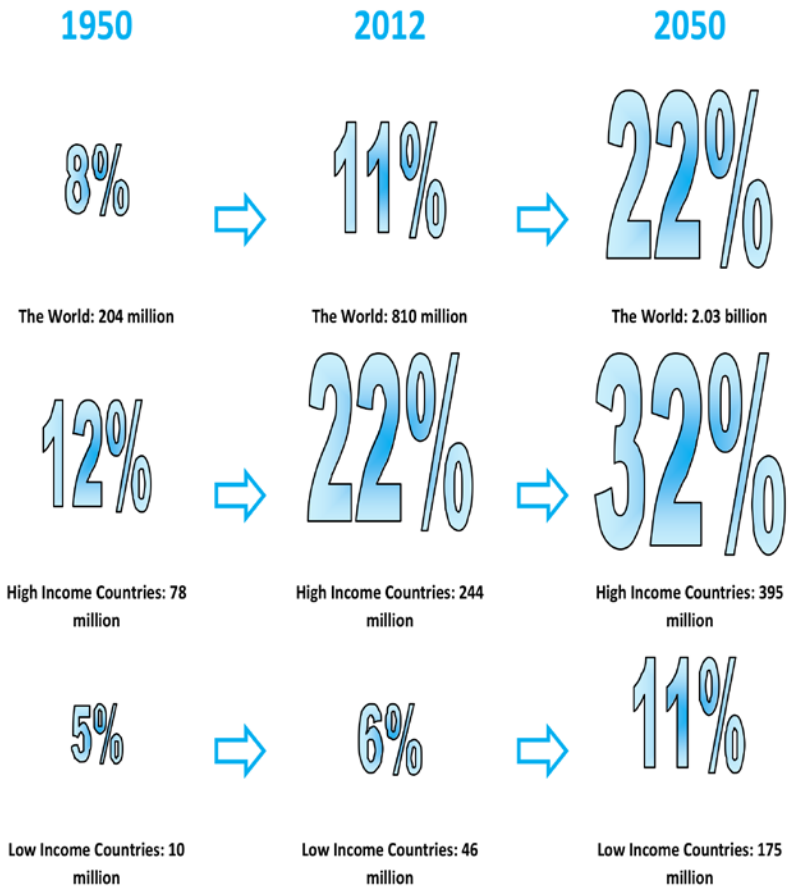 1950 2012 2050
8% 11% 22%
The World: 204 million The World: 810 million The World: 2.03 billion
12% 22% 32%
High Income Countries: 78 High Income Countries: 244 High Income Countries: 395
million million million
5% 6% 11%
Low Income Countries: 10 Low Income Countries: 46 Low Income Countries: 175
million million million